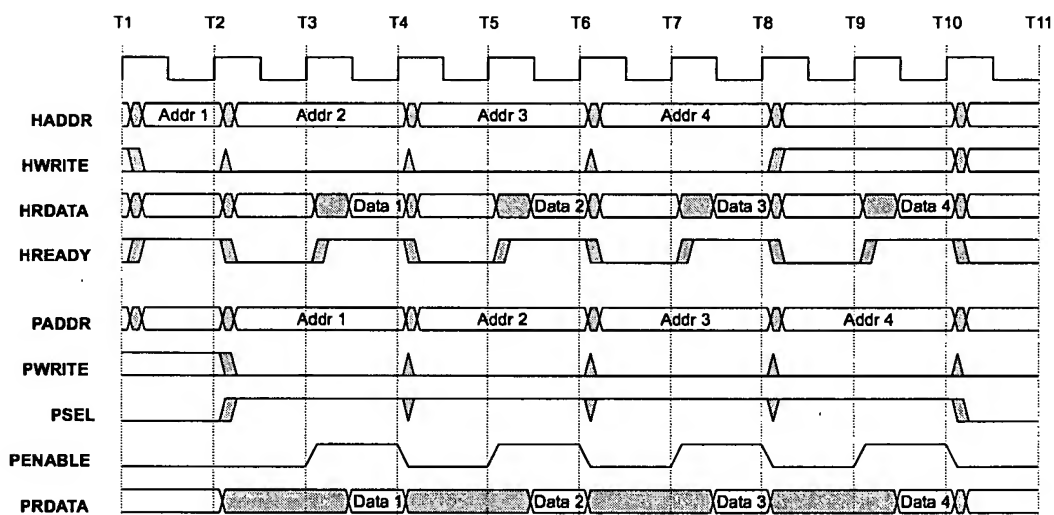 T1 T2 T3 T4 T5 T6 T7 T8 T9 T10 T11
HADDR Addr 1 Addr 2 Addr 3 Addr 4
HWRITE
HRDATA Data 1 Data 2 Data 3 Data 4
HREADY
PADDR Addr 1 Addr 2 Addr 3 Addr 4
PWRITE
PSEL
PENABLE
PRDATA Data 1 Data 2 Data 3 Data 4